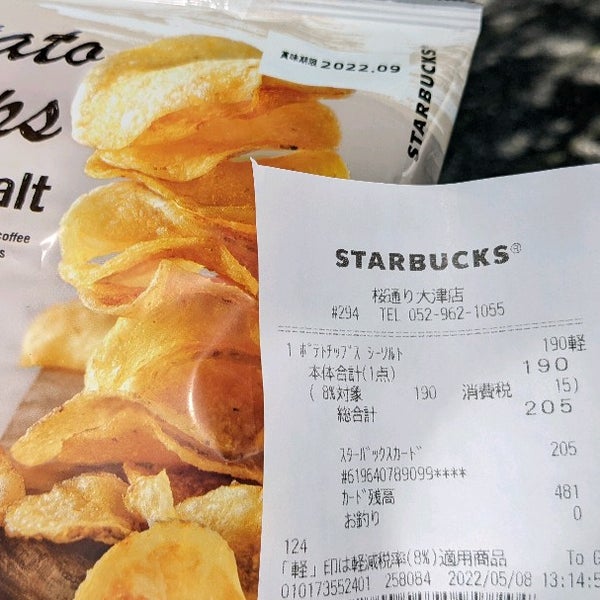 ato
ps
alt
coffee
s
賞味期限 2022.09
STARBUCKS
STARBUCKS®
桜通り大津店
#294 TEL 052-962-1055
1 ポテトチップス シーソルト 190軽
本体合計(1点) 190
( 8%対象 190 消費税 15)
総合計 205
スターバックスカード 205
#619640789099****
カード残高 481
お釣り 0
124
「軽」印は軽減税率(8%)適用商品 To G
010173552401 258084 2022/05/08 13:14:5